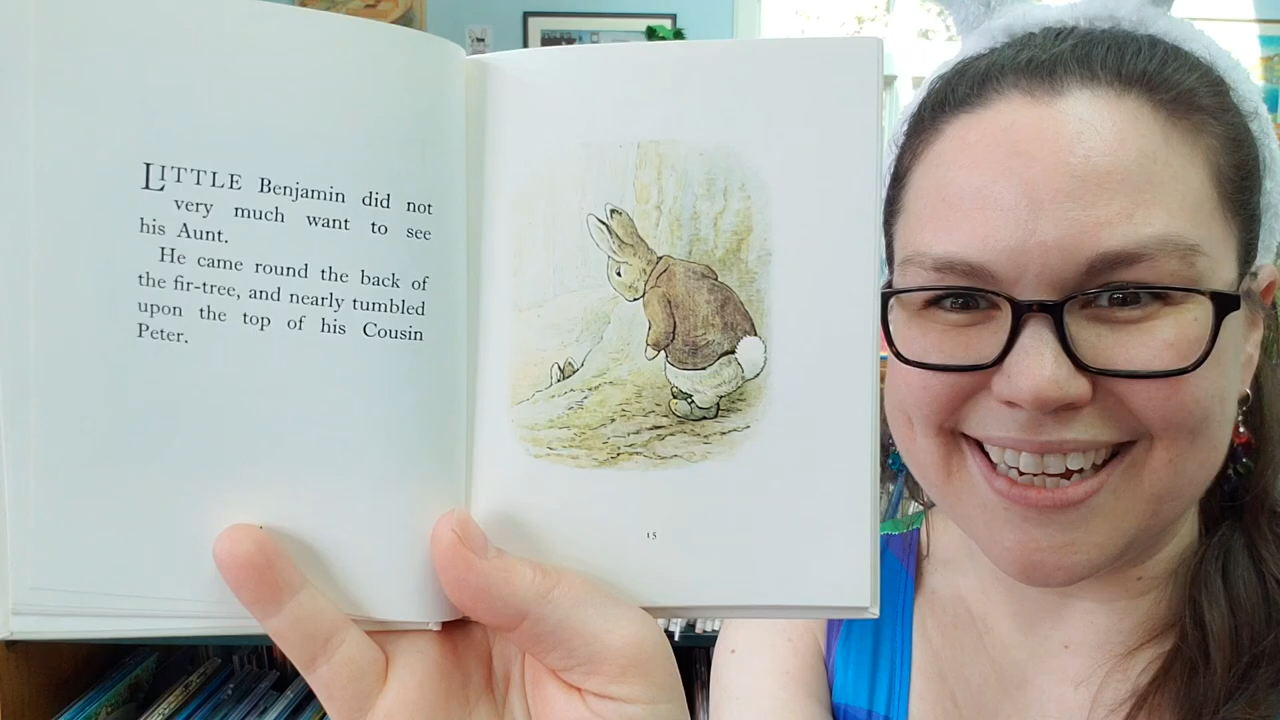 LITTLE Benjamin did not
very much want to see
his Aunt.
He came round the back of
the fir-tree, and nearly tumbled
upon the top of his Cousin
Peter.
15